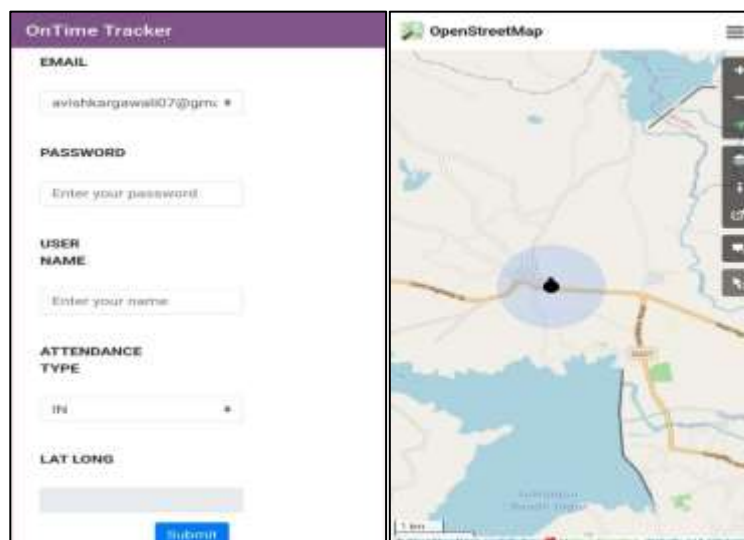 OnTime Tracker
EMAIL
avishkargawali07@gma
PASSWORD
Enter your password
USER
NAME
Enter your name
ATTENDANCE
TYPE
IN
LAT LONG
Submit
OpenStreetMap
1 km